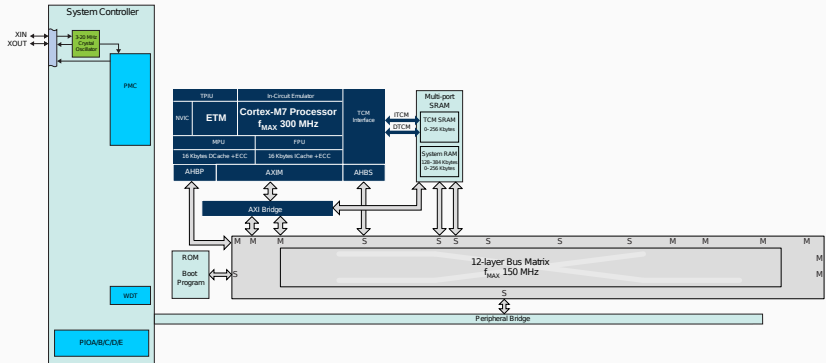 System Controller
XIN
XOUT
3-20 MHz
Crystal
Oscillator
PMC
WDT
PIOA/B/C/D/E
TPIU
In-Circuit Emulator
NVIC
ETM
Cortex-M7 Processor
fMAX 300 MHz
MPU
FPU
16 Kbytes DCache +ECC
16 Kbytes ICache +ECC
TCM
Interface
AHBP
AXIM
AHBS
ITCM
DTCM
Multi-port
SRAM
TCM SRAM
0–256 Kbytes
System RAM
128–384 Kbytes
0–256 Kbytes
AXI Bridge
ROM
Boot
Program
M M M S S S S S S M M M M
12-layer Bus Matrix
fMAX 150 MHz
M
M
S
S
Peripheral Bridge